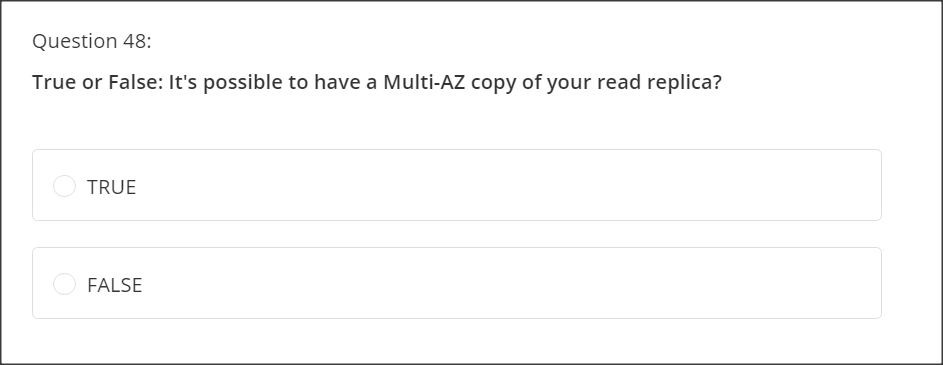 Question 48:
True or False: It's possible to have a Multi-AZ copy of your read replica?
TRUE
FALSE